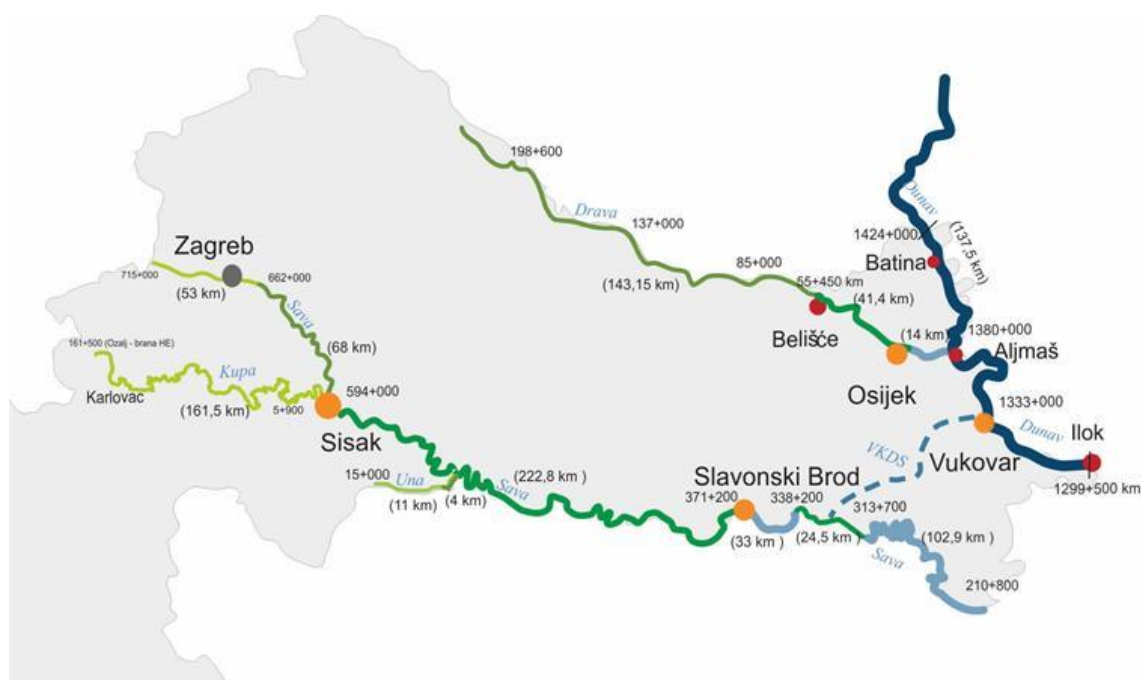 198+600
Drava
137+000
Dunav
1424+000
(137,5 km)
Zagreb
715+000
662+000
(53 km)
85+000
(143,15 km)
Batina
55+450 km
(41,4 km)
Sava
(68 km)
Belišće
(14 km)
1380+000
Aljmaš
161+500 (Ozalj - brana HE)
Kupa
Karlovac
(161,5 km)
5+900
594+000
Osijek
1333+000
Sisak
Dunav
Ilok
VKDS
Vukovar
15+000
Una
(222,8 km)
Slavonski Brod
1299+500 km
(11 km)
(4 km)
Sava
371+200
338+200
313+700
(33 km )
(24,5 km)
(102,9 km )
Sava
210+800